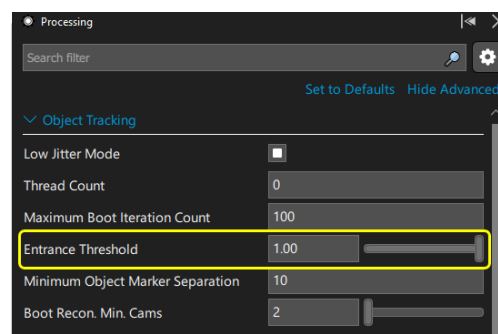 Processing
Search filter
Set to Defaults Hide Advanced
Object Tracking
Low Jitter Mode
Thread Count 0
Maximum Boot Iteration Count 100
Entrance Threshold 1.00
Minimum Object Marker Separation 10
Boot Recon. Min. Cams 2